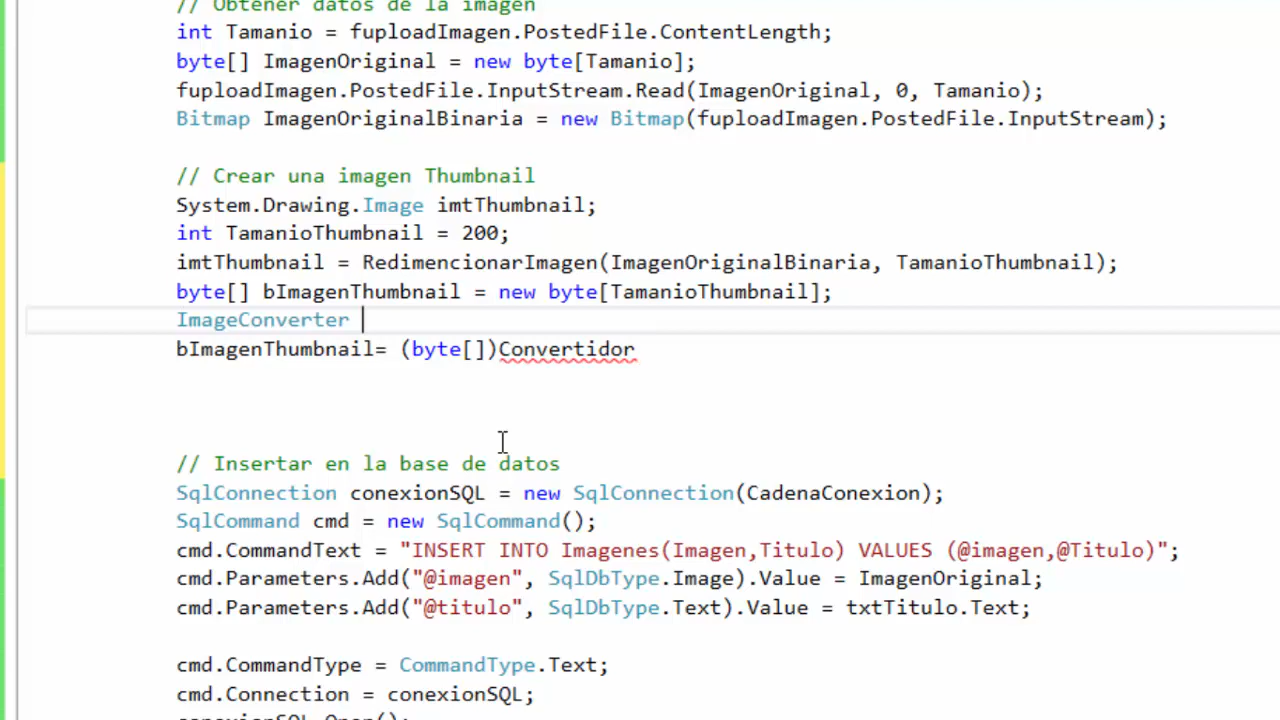 // Obtener datos de la imagen
int Tamanio = fuploadImagen.PostedFile.ContentLength;
byte[] ImagenOriginal = new byte[Tamanio];
fuploadImagen.PostedFile.InputStream.Read(ImagenOriginal, 0, Tamanio);
Bitmap ImagenOriginalBinaria = new Bitmap(fuploadImagen.PostedFile.InputStream);
// Crear una imagen Thumbnail
System.Drawing.Image imtThumbnail;
int TamanioThumbnail = 200;
imtThumbnail = RedimencionarImagen(ImagenOriginalBinaria, TamanioThumbnail);
byte[] bImagenThumbnail = new byte[TamanioThumbnail];
ImageConverter
bImagenThumbnail= (byte[])Convertidor
// Insertar en la base de datos
SqlConnection conexionSQL = new SqlConnection(CadenaConexion);
SqlCommand cmd = new SqlCommand();
cmd.CommandText = "INSERT INTO Imagenes(Imagen,Titulo) VALUES (@imagen,@Titulo)";
cmd.Parameters.Add("@imagen", SqlDbType.Image).Value = ImagenOriginal;
cmd.Parameters.Add("@titulo", SqlDbType.Text).Value = txtTitulo.Text;
cmd.CommandType = CommandType.Text;
cmd.Connection = conexionSQL;
conexionSQL.Open();